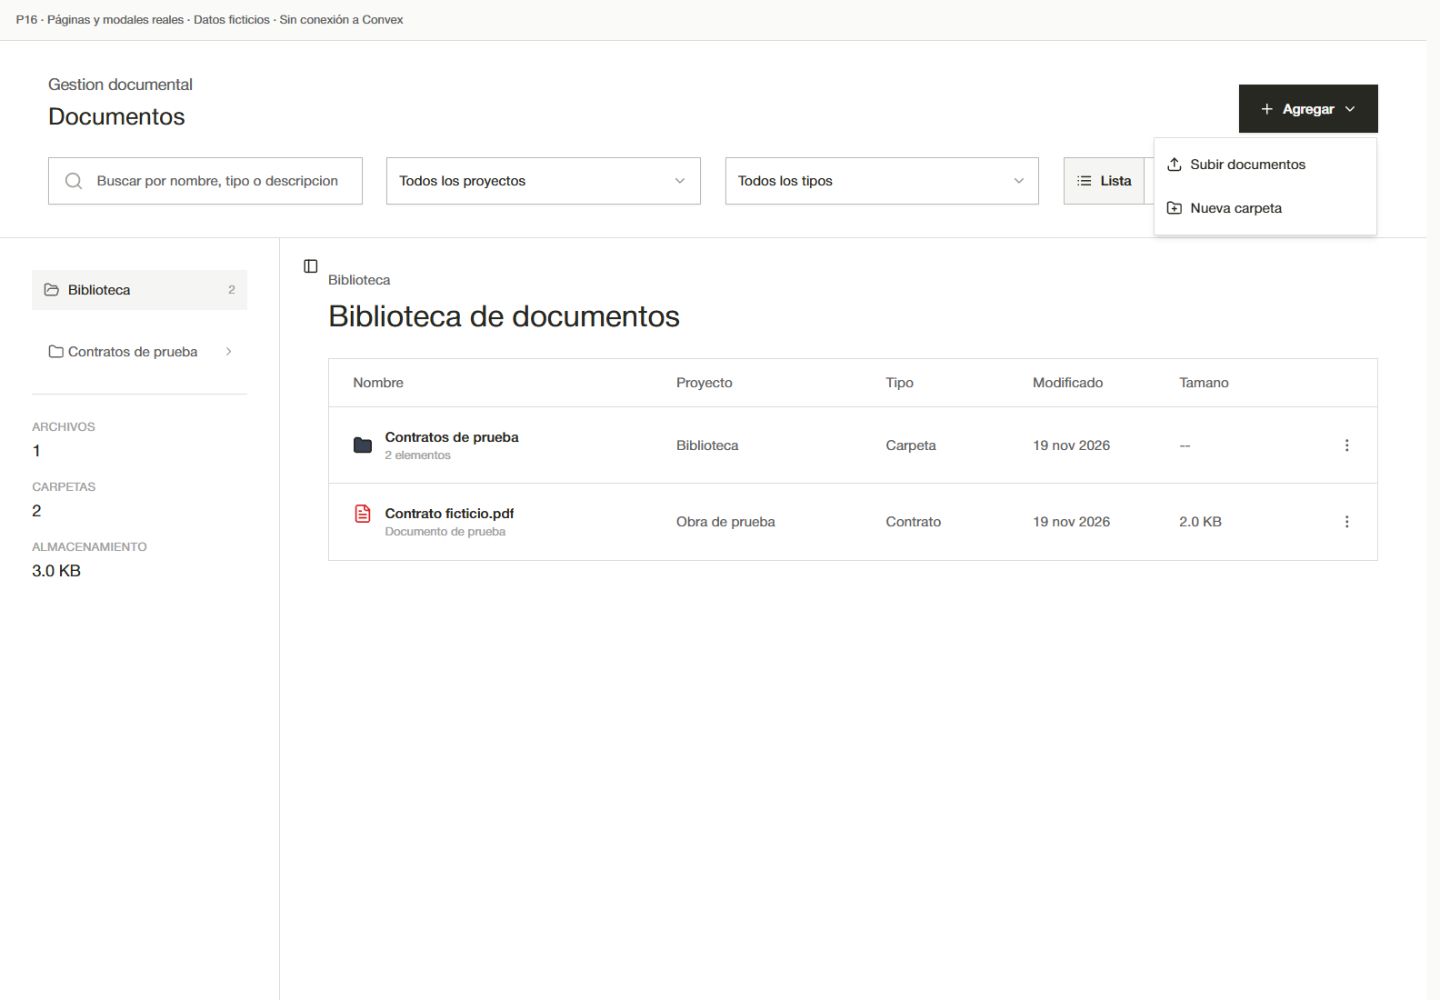 P16 · Páginas y modales reales · Datos ficticios · Sin conexión a Convex
Gestion documental
Documentos
Agregar
Buscar por nombre, tipo o descripcion
Todos los proyectos
Todos los tipos
Lista
Subir documentos
Nueva carpeta
Biblioteca 2
Contratos de prueba
ARCHIVOS
1
CARPETAS
2
ALMACENAMIENTO
3.0 KB
Biblioteca
Biblioteca de documentos
Nombre Proyecto Tipo Modificado Tamano
Contratos de prueba Biblioteca Carpeta 19 nov 2026 --
2 elementos
Contrato ficticio.pdf Obra de prueba Contrato 19 nov 2026 2.0 KB
Documento de prueba